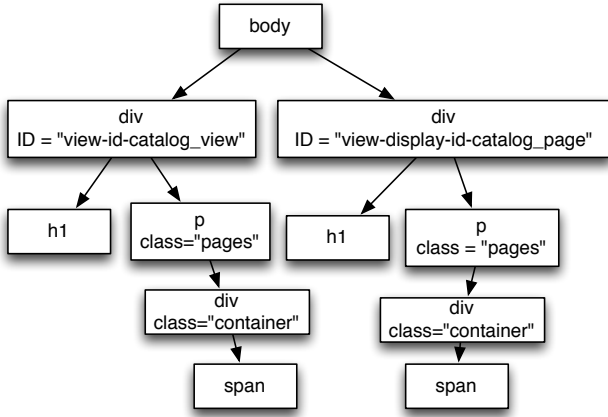 body
div
ID = "view-id-catalog_view"
div
ID = "view-display-id-catalog_page"
h1
p
class="pages"
h1
p
class = "pages"
div
class="container"
div
class="container"
span
span